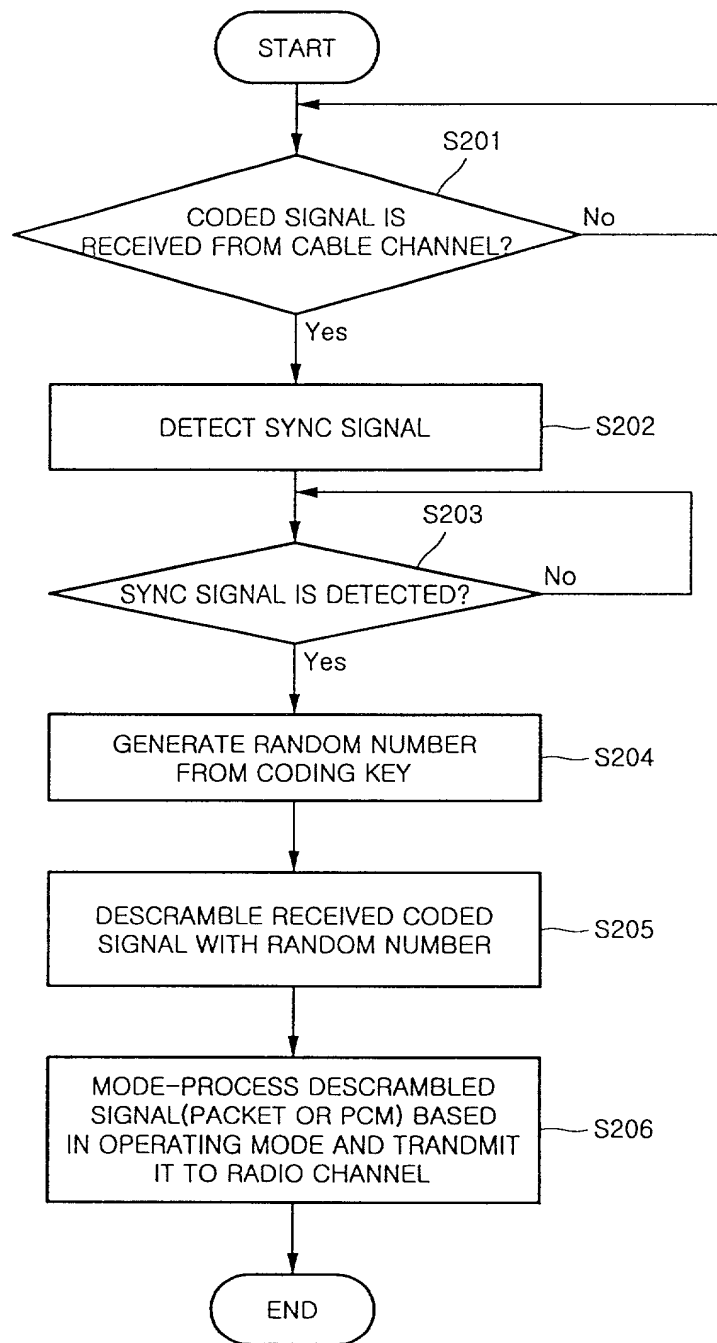 START
S201
CODED SIGNAL IS
RECEIVED FROM CABLE CHANNEL?
No
Yes
DETECT SYNC SIGNAL
S202
S203
SYNC SIGNAL IS DETECTED?
No
Yes
GENERATE RANDOM NUMBER
FROM CODING KEY
S204
DESCRAMBLE RECEIVED CODED
SIGNAL WITH RANDOM NUMBER
S205
MODE-PROCESS DESCRAMBLED
SIGNAL(PACKET OR PCM) BASED
IN OPERATING MODE AND TRANDMIT
IT TO RADIO CHANNEL
S206
END